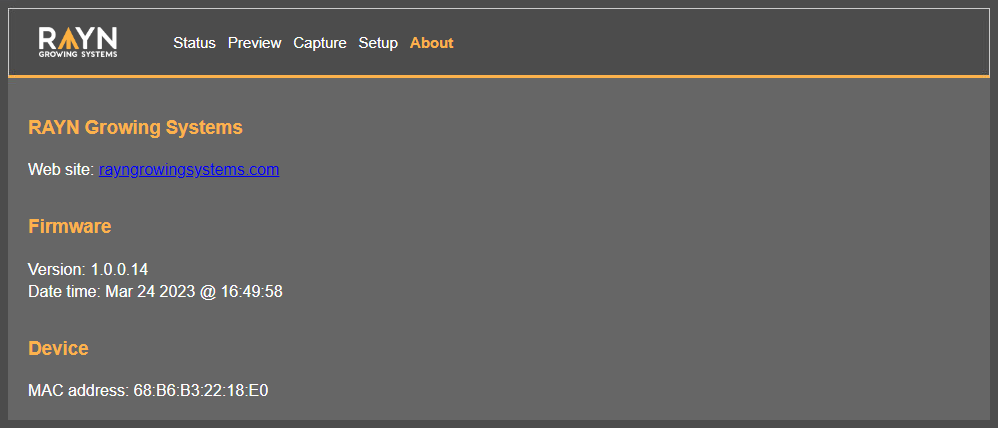 RAYN
GROWING SYSTEMS
Status Preview Capture Setup About
RAYN Growing Systems
Web site: rayngrowingsystems.com
Firmware
Version: 1.0.0.14
Date time: Mar 24 2023 @ 16:49:58
Device
MAC address: 68:B6:B3:22:18:E0